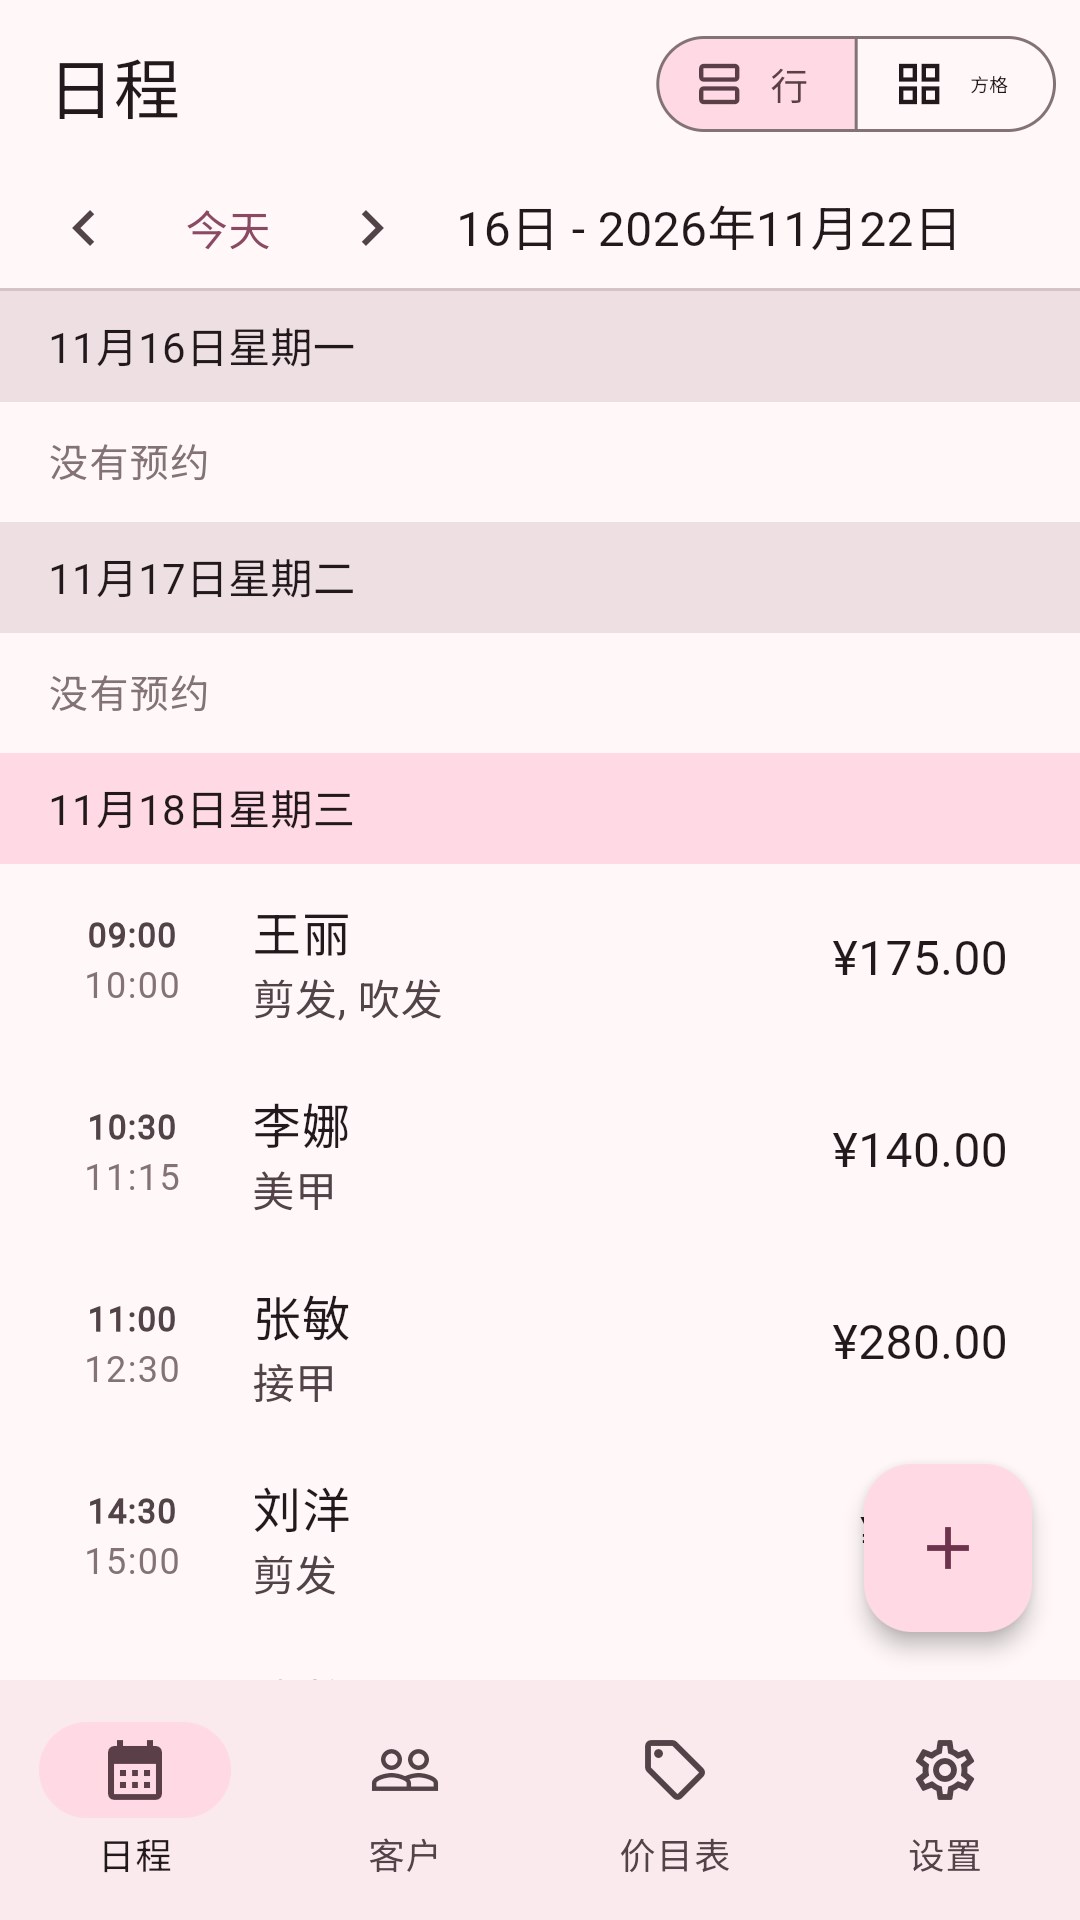 日程
行
方格
今天
16日 - 2026年11月22日
11月16日星期一
没有预约
11月17日星期二
没有预约
11月18日星期三
09:00
10:00
王丽
剪发, 吹发
¥175.00
10:30
11:15
李娜
美甲
¥140.00
11:00
12:30
张敏
接甲
¥280.00
14:30
15:00
刘洋
剪发
日程
客户
价目表
设置